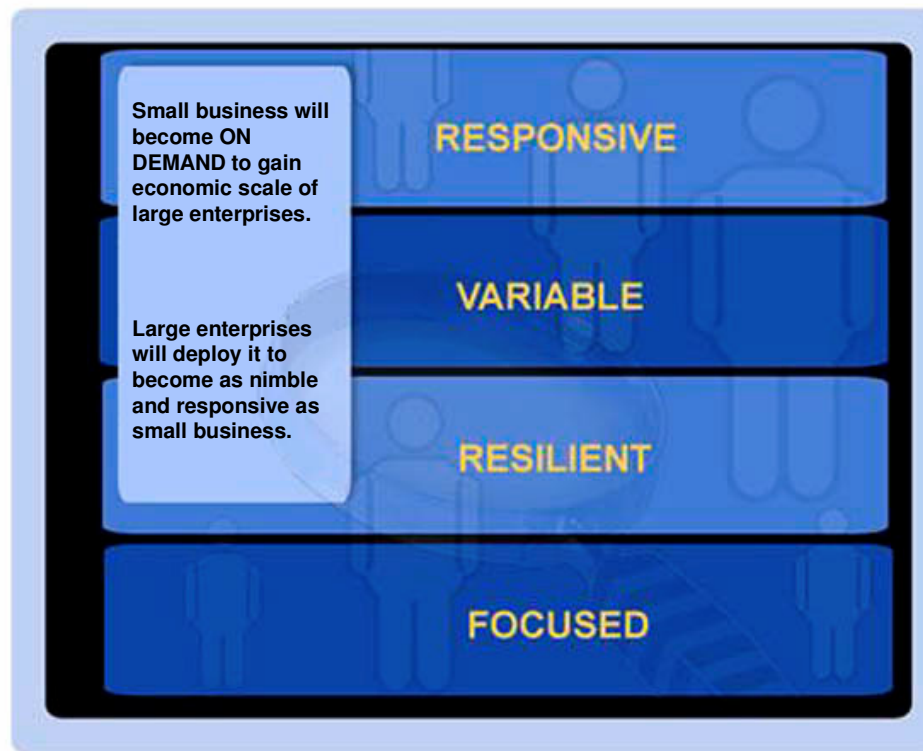 Small business will
become ON
DEMAND to gain
economic scale of
large enterprises.
Large enterprises
will deploy it to
become as nimble
and responsive as
small business.
RESPONSIVE
VARIABLE
RESILIENT
FOCUSED